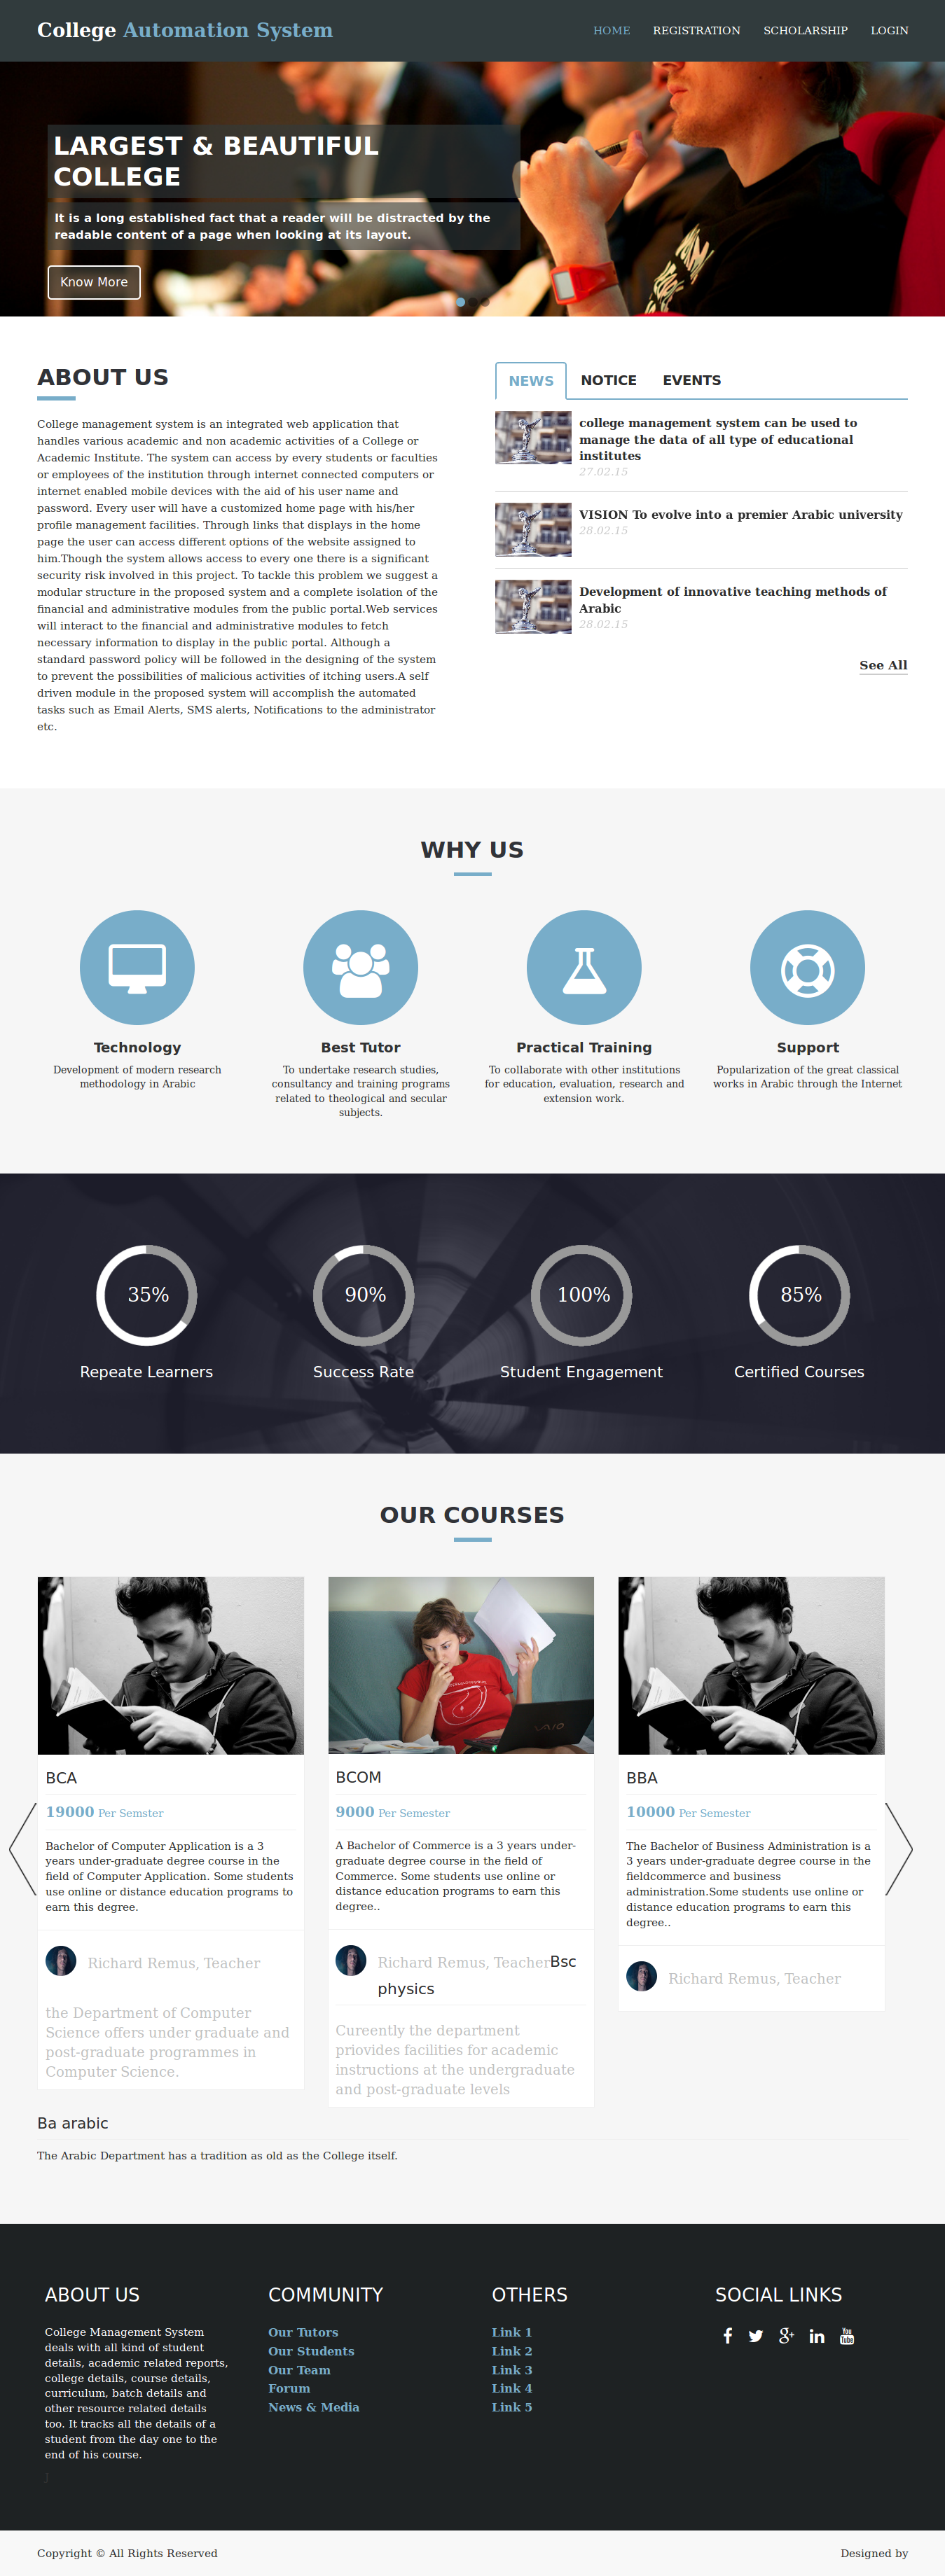 College Automation System
HOME
REGISTRATION
SCHOLARSHIP
LOGIN
LARGEST & BEAUTIFUL
COLLEGE
It is a long established fact that a reader will be distracted by the
readable content of a page when looking at its layout.
Know More
ABOUT US
College management system is an integrated web application that
handles various academic and non academic activities of a College or
Academic Institute. The system can access by every students or faculties
or employees of the institution through internet connected computers or
internet enabled mobile devices with the aid of his user name and
password. Every user will have a customized home page with his/her
profile management facilities. Through links that displays in the home
page the user can access different options of the website assigned to
him.Though the system allows access to every one there is a significant
security risk involved in this project. To tackle this problem we suggest a
modular structure in the proposed system and a complete isolation of the
financial and administrative modules from the public portal.Web services
will interact to the financial and administrative modules to fetch
necessary information to display in the public portal. Although a
standard password policy will be followed in the designing of the system
to prevent the possibilities of malicious activities of itching users.A self
driven module in the proposed system will accomplish the automated
tasks such as Email Alerts, SMS alerts, Notifications to the administrator
etc.
NEWS
NOTICE
EVENTS
college management system can be used to
manage the data of all type of educational
institutes
27.02.15
VISION To evolve into a premier Arabic university
28.02.15
Development of innovative teaching methods of
Arabic
28.02.15
See All
WHY US
Technology
Development of modern research
methodology in Arabic
Best Tutor
To undertake research studies,
consultancy and training programs
related to theological and secular
subjects.
Practical Training
To collaborate with other institutions
for education, evaluation, research and
extension work.
Support
Popularization of the great classical
works in Arabic through the Internet
35%
Repeate Learners
90%
Success Rate
100%
Student Engagement
85%
Certified Courses
OUR COURSES
BCA
19000 Per Semster
Bachelor of Computer Application is a 3
years under-graduate degree course in the
field of Computer Application. Some students
use online or distance education programs to
earn this degree.
Richard Remus, Teacher
the Department of Computer
Science offers under graduate and
post-graduate programmes in
Computer Science.
VAIO
BCOM
9000 Per Semester
A Bachelor of Commerce is a 3 years under-
graduate degree course in the field of
Commerce. Some students use online or
distance education programs to earn this
degree..
Richard Remus, TeacherBsc
physics
Cureently the department
priovides facilities for academic
instructions at the undergraduate
and post-graduate levels
BBA
10000 Per Semester
The Bachelor of Business Administration is a
3 years under-graduate degree course in the
fieldcommerce and business
administration.Some students use online or
distance education programs to earn this
degree..
Richard Remus, Teacher
Ba arabic
The Arabic Department has a tradition as old as the College itself.
ABOUT US
College Management System
deals with all kind of student
details, academic related reports,
college details, course details,
curriculum, batch details and
other resource related details
too. It tracks all the details of a
student from the day one to the
end of his course.
COMMUNITY
Our Tutors
Our Students
Our Team
Forum
News & Media
OTHERS
Link 1
Link 2
Link 3
Link 4
Link 5
SOCIAL LINKS
You
Tube
Copyright © All Rights Reserved
Designed by